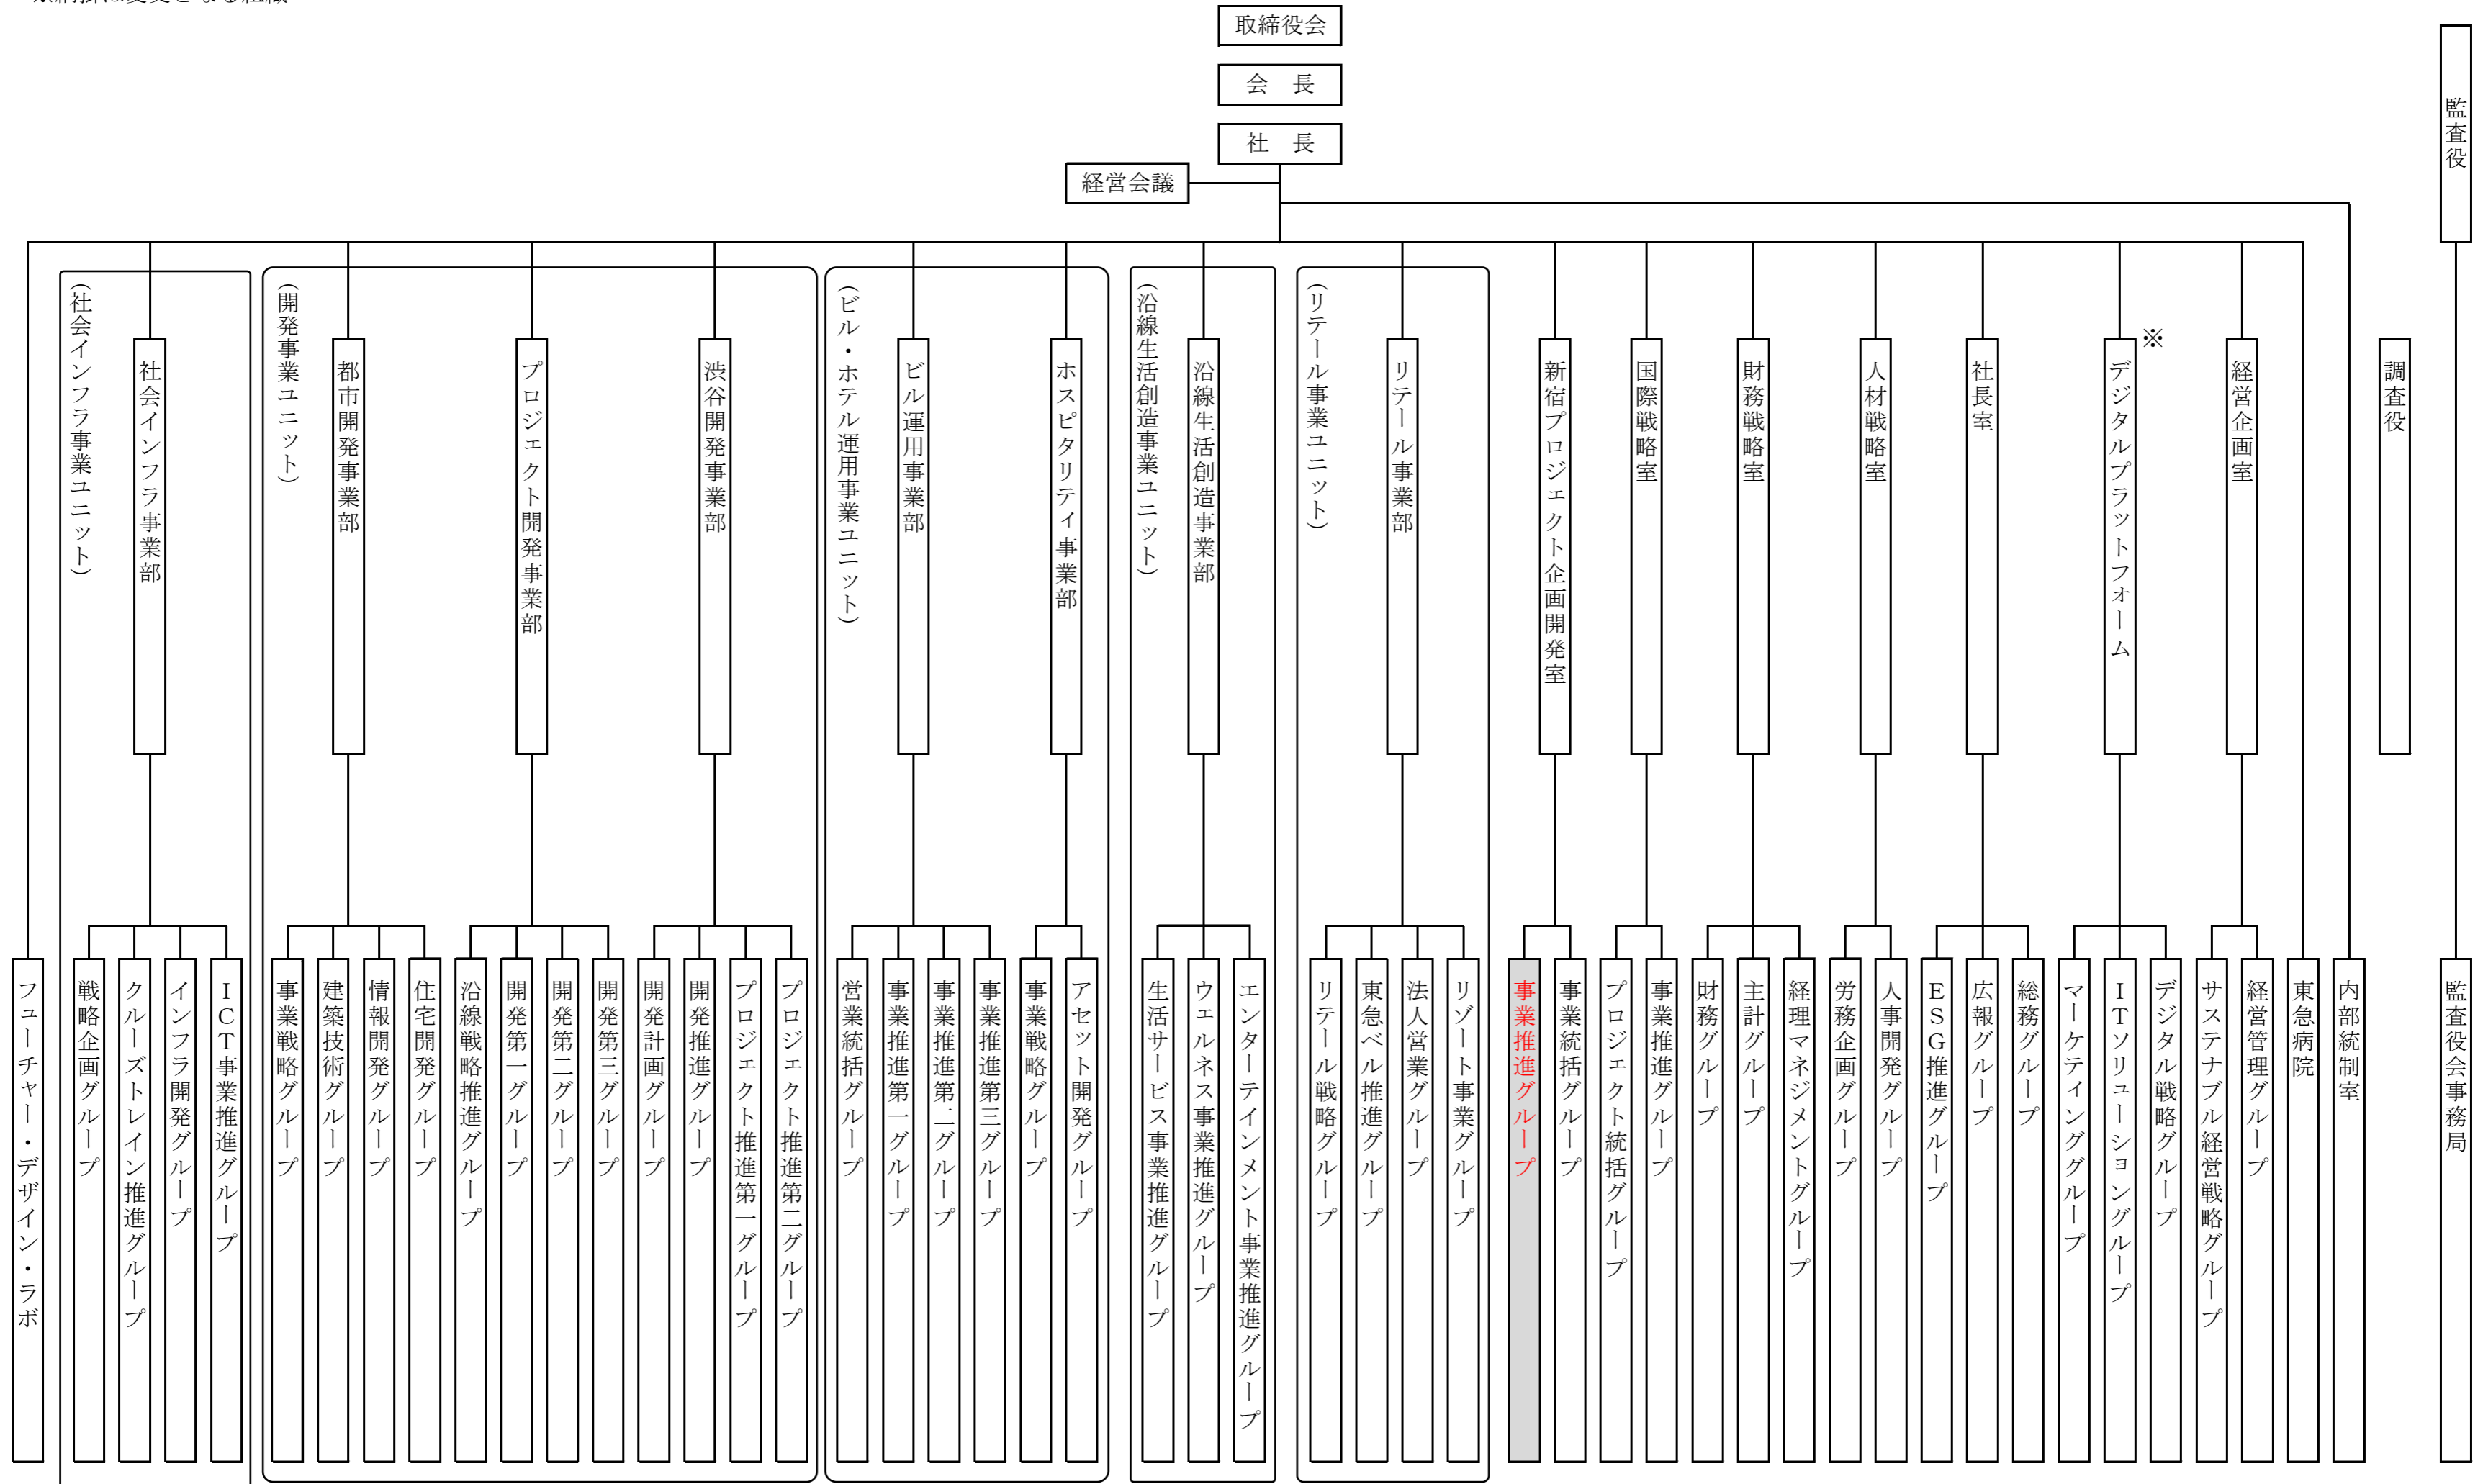 ※網掛は変更となる組織
取締役会
会　長
社　長
経営会議
監査役
調査役
経営企画室
※
デジタルプラットフォーム
社長室
人材戦略室
財務戦略室
国際戦略室
新宿プロジェクト企画開発室
リテール事業部
(リテール事業ユニット)
沿線生活創造事業部
(沿線生活創造事業ユニット)
ホスピタリティ事業部
ビル運用事業部
(ビル・ホテル運用事業ユニット)
渋谷開発事業部
プロジェクト開発事業部
都市開発事業部
(開発事業ユニット)
社会インフラ事業部
(社会インフラ事業ユニット)
監査役会事務局
内部統制室
東急病院
経営管理グループ
サステナブル経営戦略グループ
デジタル戦略グループ
ITソリューショングループ
マーケティンググループ
総務グループ
広報グループ
ESG推進グループ
人事開発グループ
労務企画グループ
経理マネジメントグループ
主計グループ
財務グループ
事業推進グループ
プロジェクト統括グループ
事業統括グループ
事業推進グループ
リゾート事業グループ
法人営業グループ
東急ベル推進グループ
リテール戦略グループ
エンターテインメント事業推進グループ
ウェルネス事業推進グループ
生活サービス事業推進グループ
アセット開発グループ
事業戦略グループ
事業推進第三グループ
事業推進第二グループ
事業推進第一グループ
営業統括グループ
プロジェクト推進第二グループ
プロジェクト推進第一グループ
開発推進グループ
開発計画グループ
開発第三グループ
開発第二グループ
開発第一グループ
沿線戦略推進グループ
住宅開発グループ
情報開発グループ
建築技術グループ
事業戦略グループ
ICT事業推進グループ
インフラ開発グループ
クルーズトレイン推進グループ
戦略企画グループ
フューチャー・デザイン・ラボ